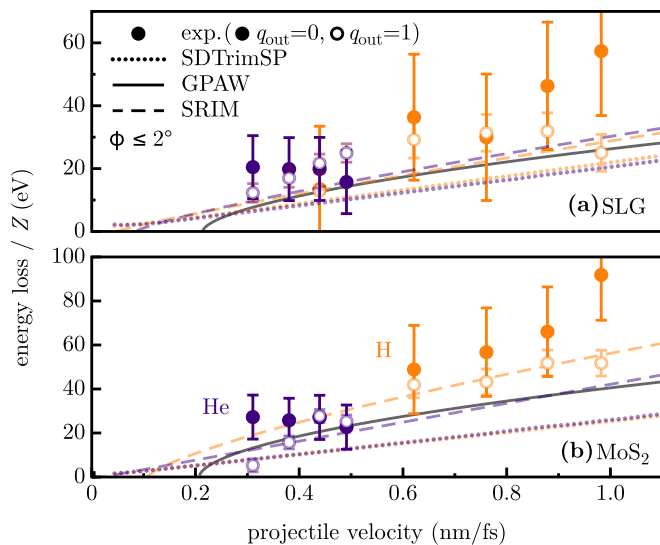 exp.( ● q_out=0, ○ q_out=1)
SDTrimSP
GPAW
SRIM
Φ ≤ 2°
60
40
20
0
(a) SLG
energy loss / Z (eV)
100
80
60
40
20
0
H
He
(b) MoS₂
0 0.2 0.4 0.6 0.8 1.0
projectile velocity (nm/fs)